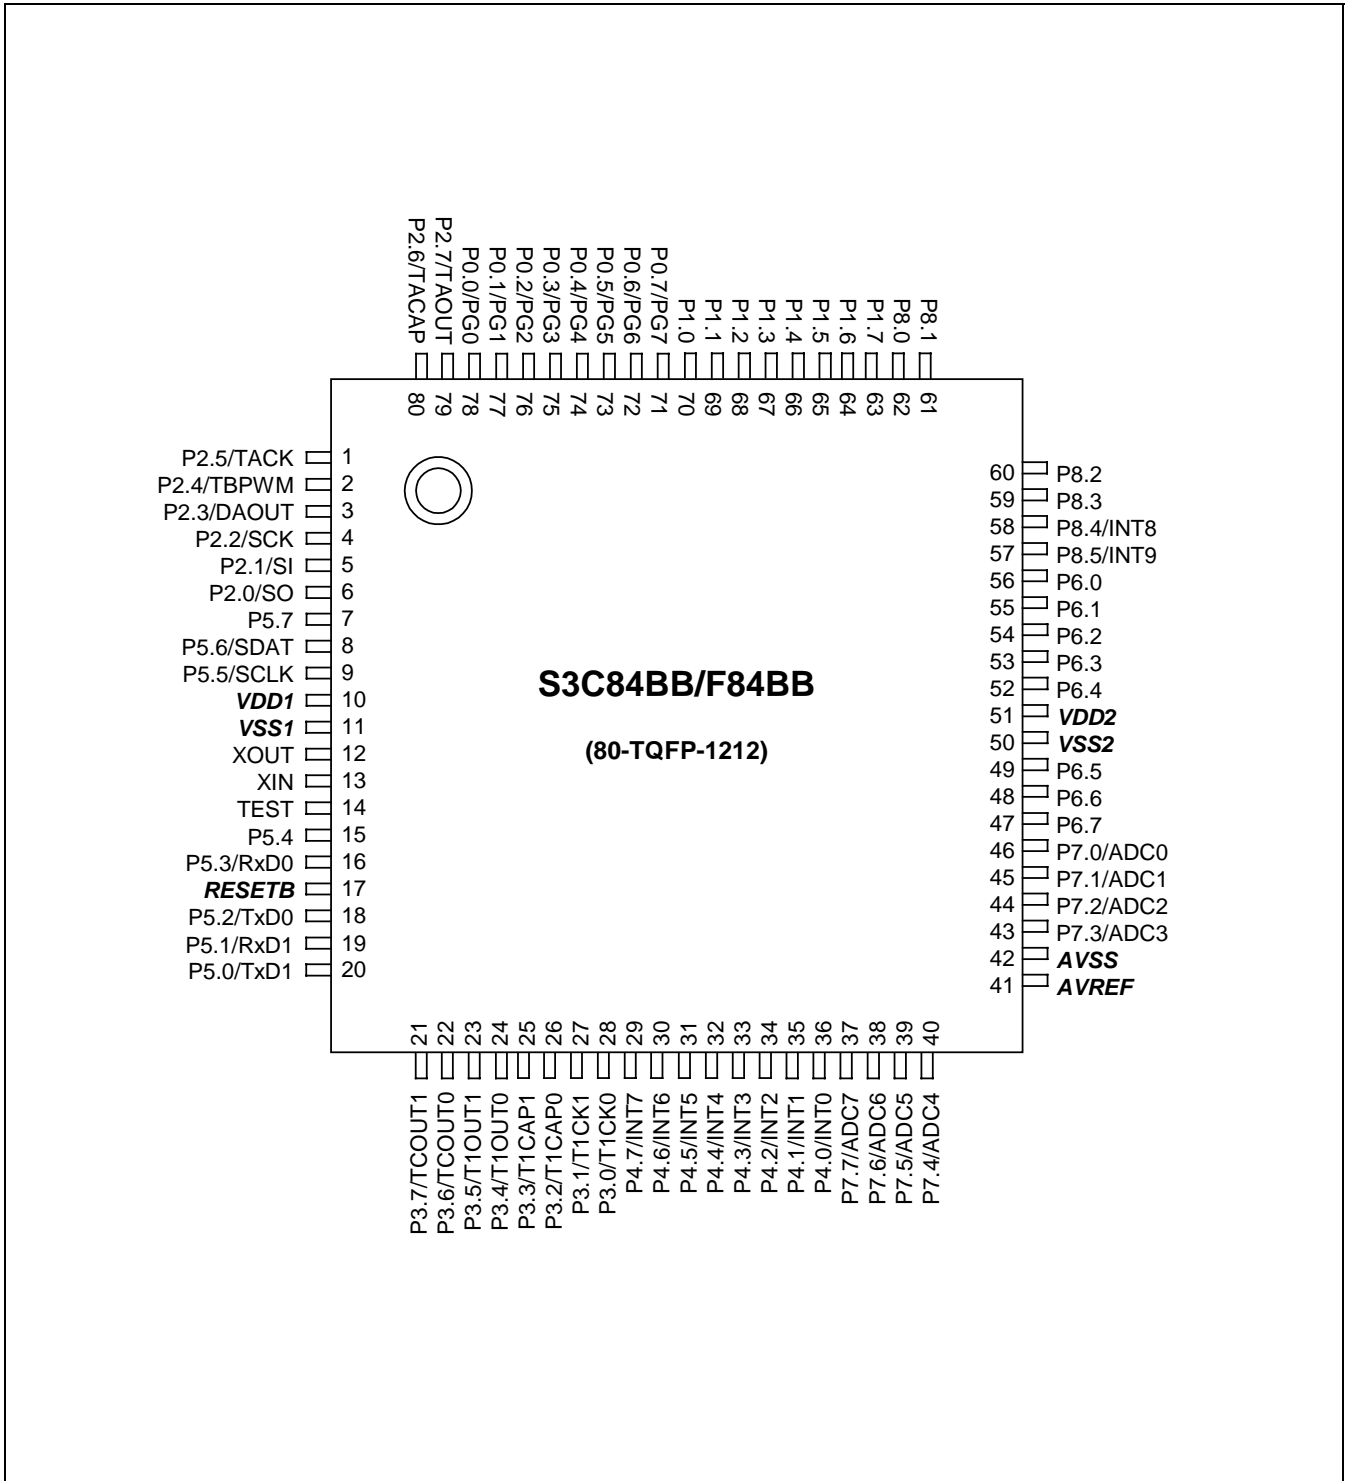 P2.6/TACAP
P2.7/TAOUT
P0.0/PG0
P0.1/PG1
P0.2/PG2
P0.3/PG3
P0.4/PG4
P0.5/PG5
P0.6/PG6
P0.7/PG7
P1.0
P1.1
P1.2
P1.3
P1.4
P1.5
P1.6
P1.7
P8.0
P8.1
80
79
78
77
76
75
74
73
72
71
70
69
68
67
66
65
64
63
62
61
P2.5/TACK 1
P2.4/TBPWM 2
P2.3/DAOUT 3
P2.2/SCK 4
P2.1/SI 5
P2.0/SO 6
P5.7 7
P5.6/SDAT 8
P5.5/SCLK 9
VDD1 10
VSS1 11
XOUT 12
XIN 13
TEST 14
P5.4 15
P5.3/RxD0 16
RESETB 17
P5.2/TxD0 18
P5.1/RxD1 19
P5.0/TxD1 20
S3C84BB/F84BB
(80-TQFP-1212)
60 P8.2
59 P8.3
58 P8.4/INT8
57 P8.5/INT9
56 P6.0
55 P6.1
54 P6.2
53 P6.3
52 P6.4
51 VDD2
50 VSS2
49 P6.5
48 P6.6
47 P6.7
46 P7.0/ADC0
45 P7.1/ADC1
44 P7.2/ADC2
43 P7.3/ADC3
42 AVSS
41 AVREF
21
22
23
24
25
26
27
28
29
30
31
32
33
34
35
36
37
38
39
40
P3.7/TCOUT1
P3.6/TCOUT0
P3.5/T1OUT1
P3.4/T1OUT0
P3.3/T1CAP1
P3.2/T1CAP0
P3.1/T1CK1
P3.0/T1CK0
P4.7/INT7
P4.6/INT6
P4.5/INT5
P4.4/INT4
P4.3/INT3
P4.2/INT2
P4.1/INT1
P4.0/INT0
P7.7/ADC7
P7.6/ADC6
P7.5/ADC5
P7.4/ADC4